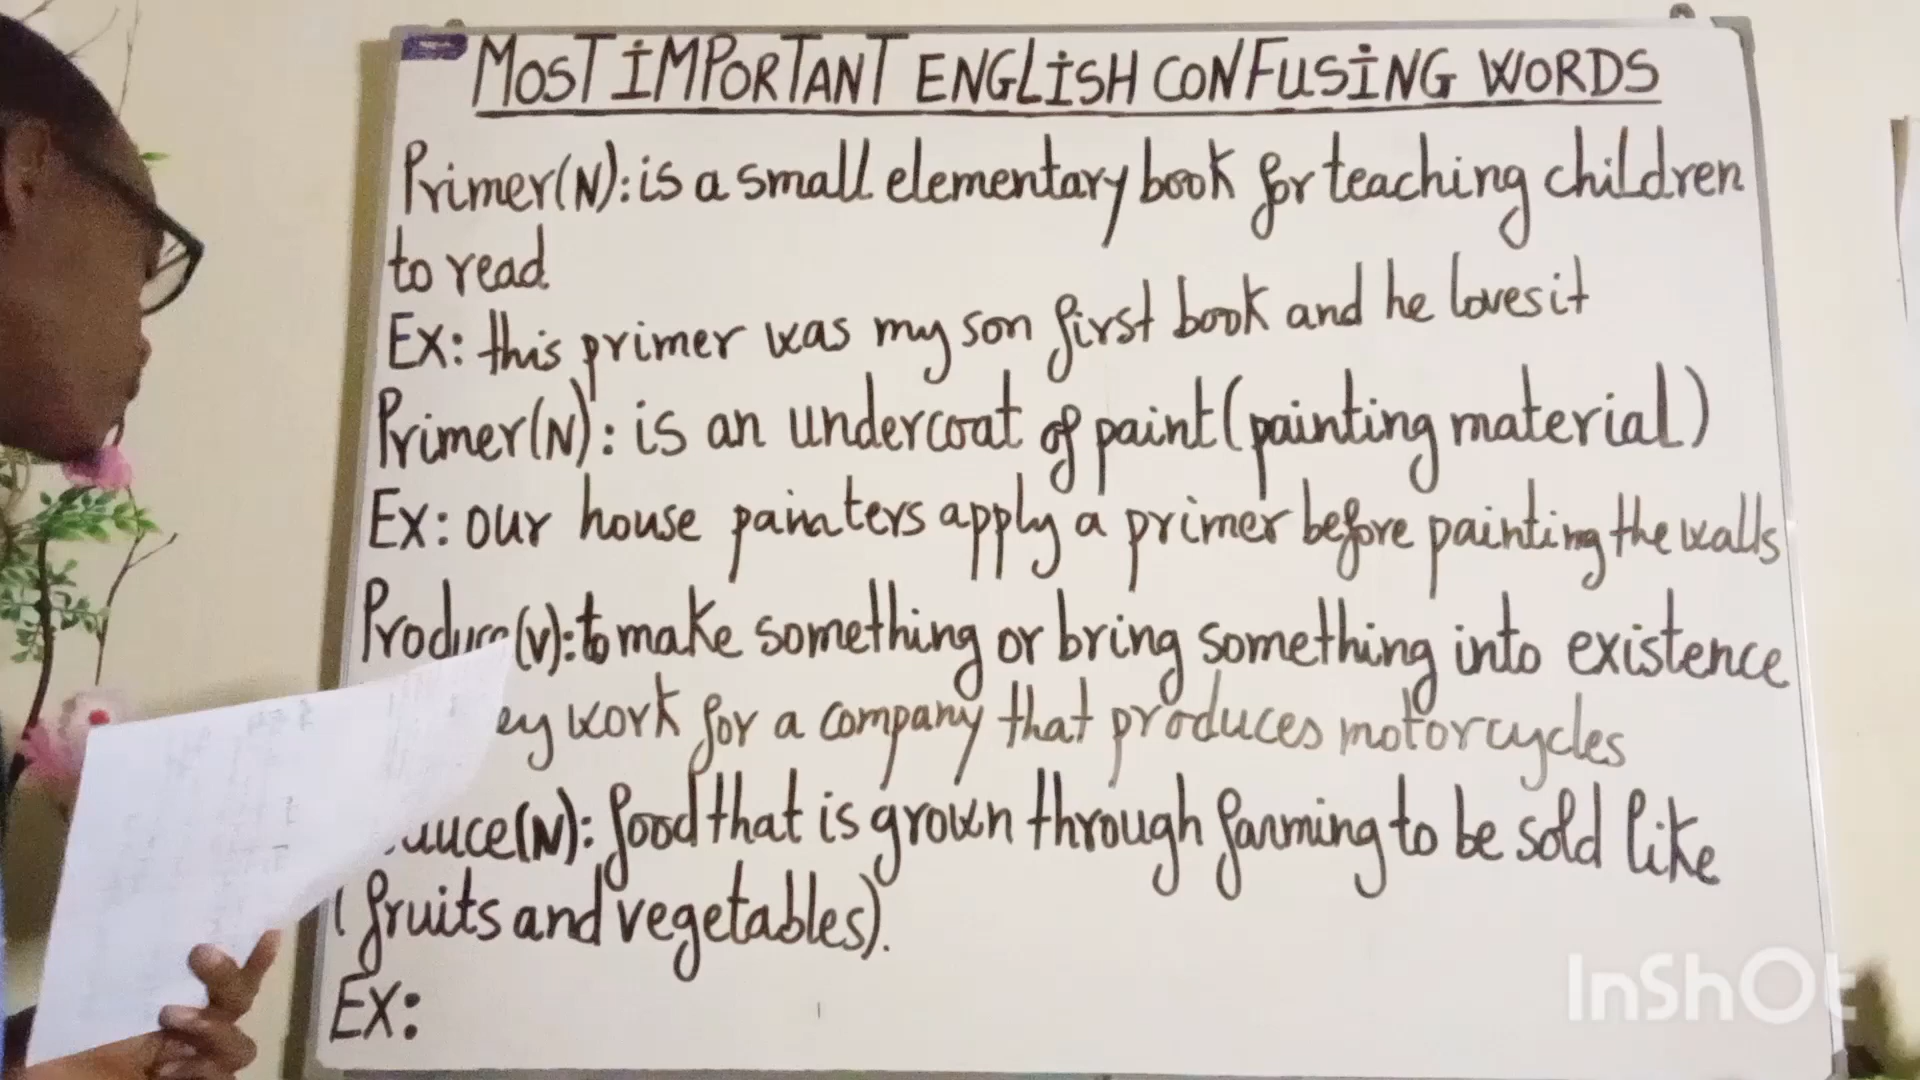 MOST IMPORTANT ENGLISH CONFUSING WORDS
Primer(N): is a small elementary book for teaching children
to read
Ex: this primer was my son first book and he loves it
Primer(N): is an undercoat of paint (painting material)
Ex: our house painters apply a primer before painting the walls
Produce(v): to make something or bring something into existence
ey work for a company that produces motorcycles
duce(N): food that is grown through farming to be sold like
(fruits and vegetables).
Ex:
InShOt